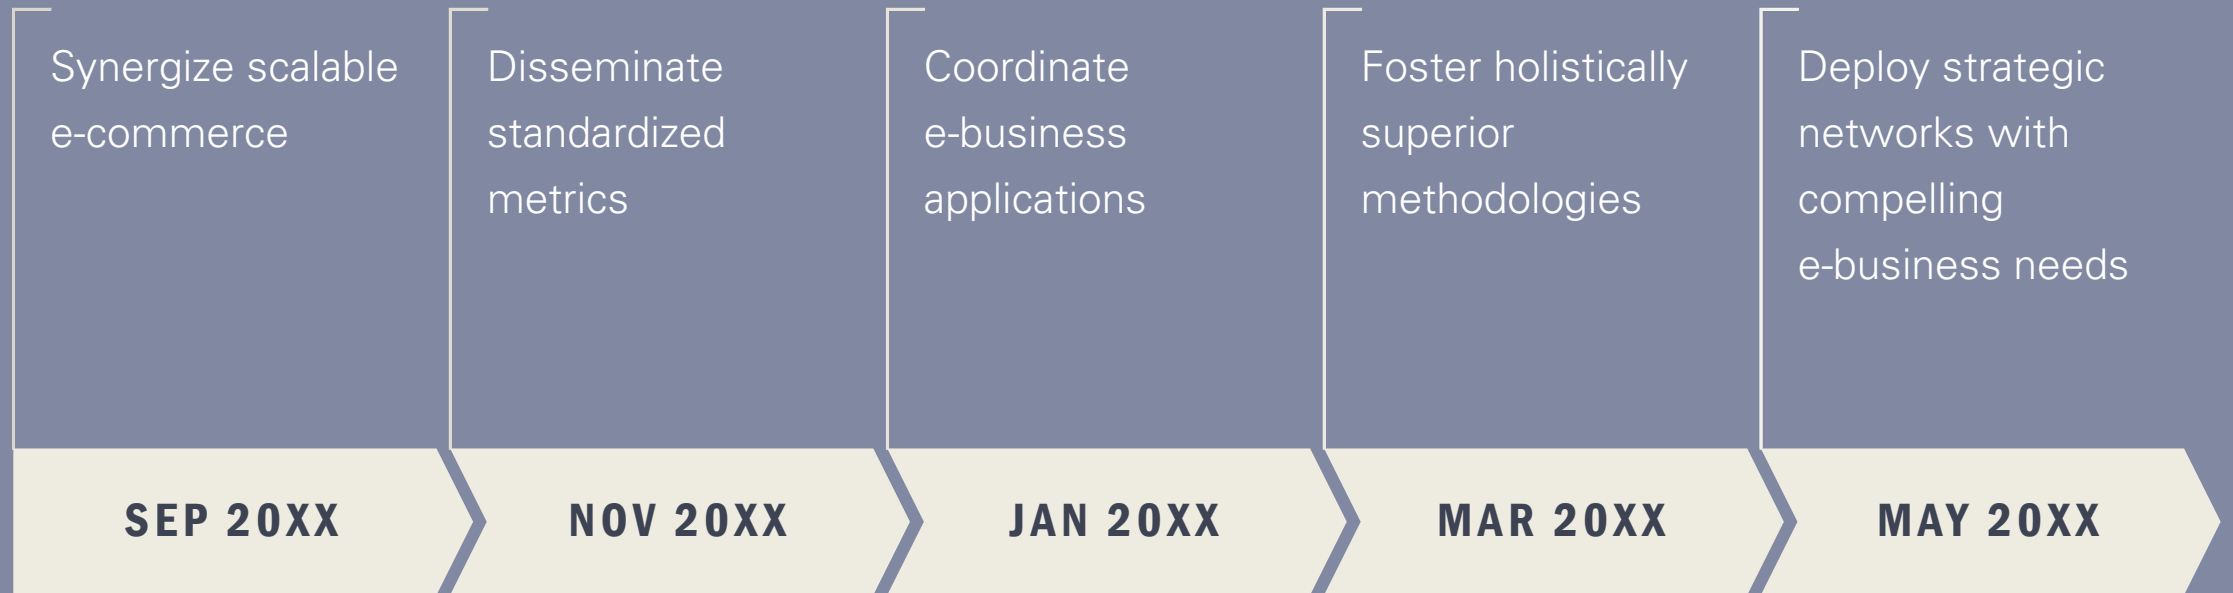 Synergize scalable
e-commerce
Disseminate
standardized
metrics
Coordinate
e-business
applications
Foster holistically
superior
methodologies
Deploy strategic
networks with
compelling
e-business needs
SEP 20XX
NOV 20XX
JAN 20XX
MAR 20XX
MAY 20XX